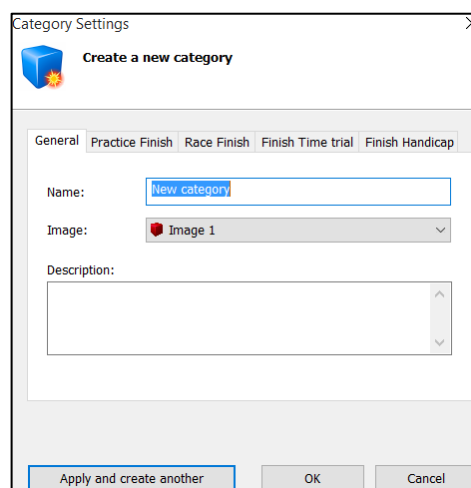 Category Settings
Create a new category
General Practice Finish Race Finish Finish Time trial Finish Handicap
Name: New category
Image: Image 1
Description:
Apply and create another OK Cancel